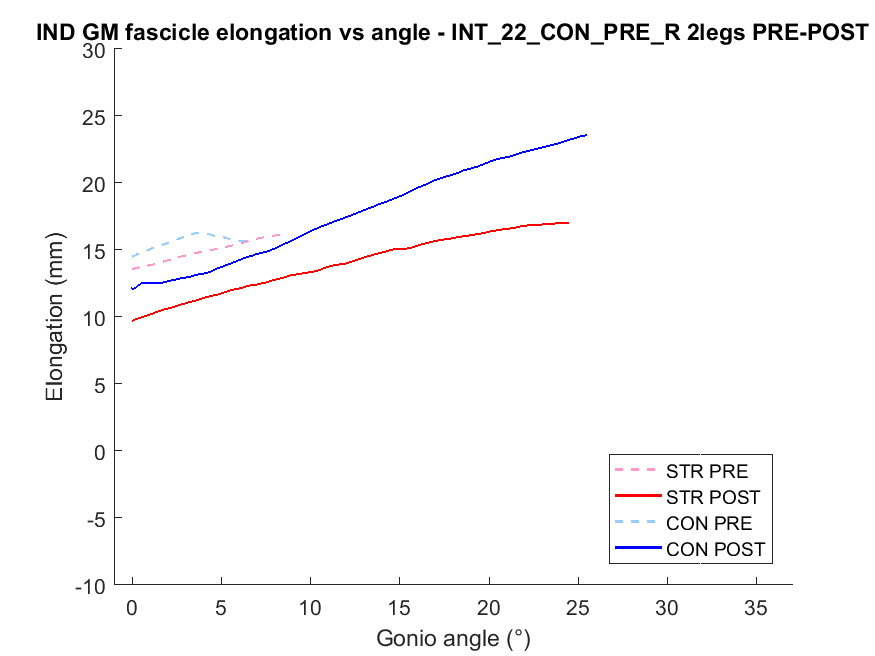 IND GM fascicle elongation vs angle - INT_22_CON_PRE_R 2legs PRE-POST
30
25
20
15
10
5
0
-5
-10
Elongation (mm)
0 5 10 15 20 25 30 35
Gonio angle (°)
STR PRE
STR POST
CON PRE
CON POST